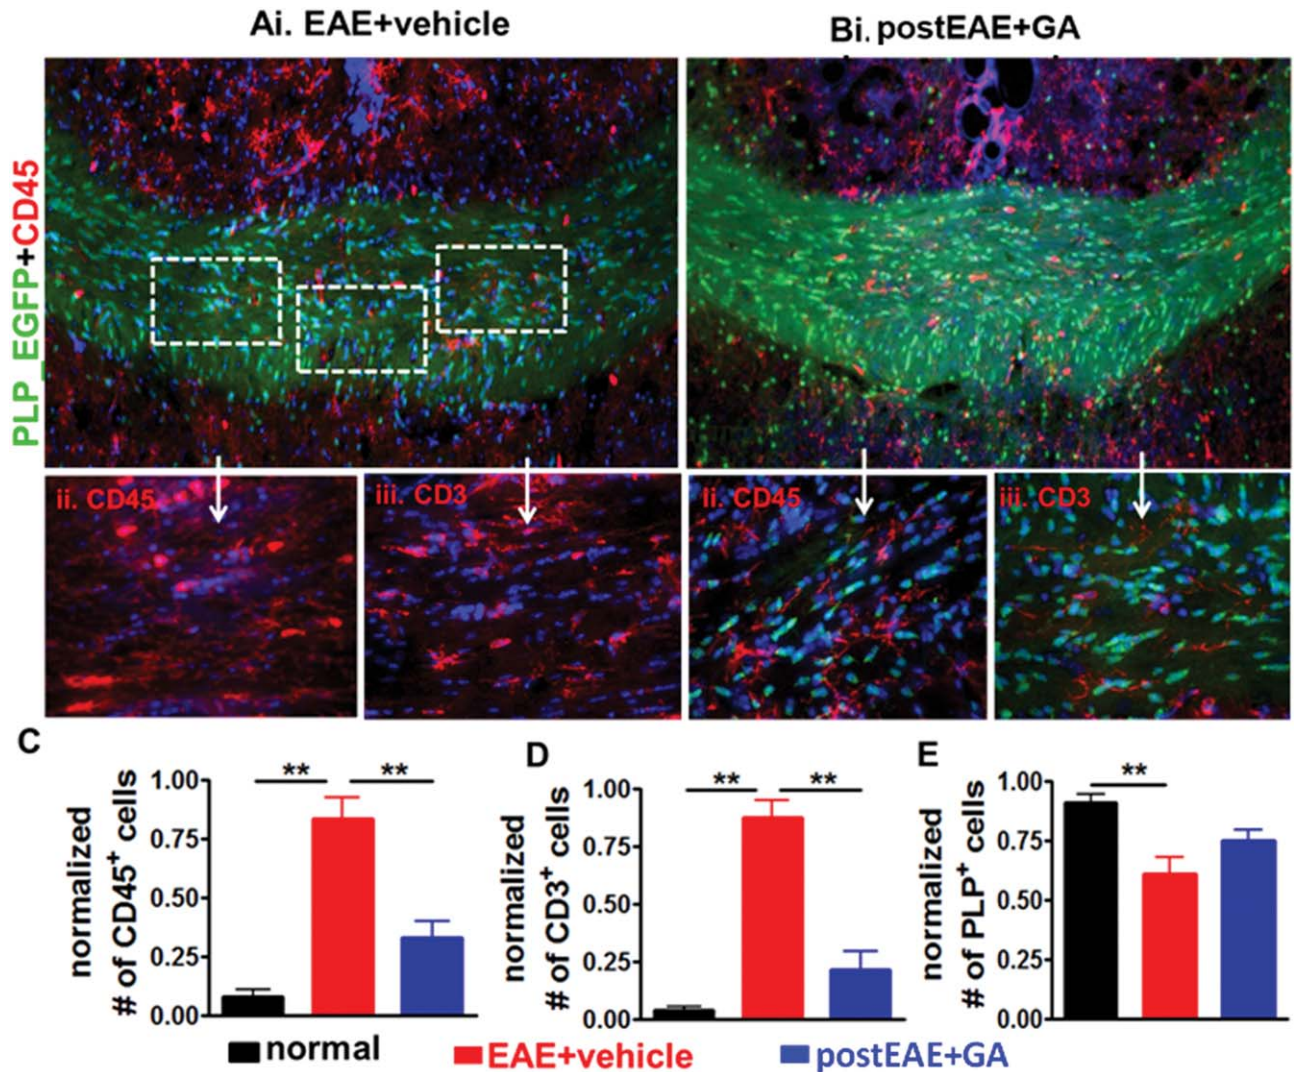 Ai. EAE+vehicle
Bi. postEAE+GA
PLP_EGFP+CD45
ii. CD45
iii. CD3
Ii. CD45
iii. CD3
C
normalized
# of CD45⁺ cells
1.00
0.75
0.50
0.25
0.00
**
**
D
normalized
# of CD3⁺ cells
1.00
0.75
0.50
0.25
0.00
**
**
E
normalized
# of PLP⁺ cells
1.00
0.75
0.50
0.25
0.00
**
normal
EAE+vehicle
postEAE+GA